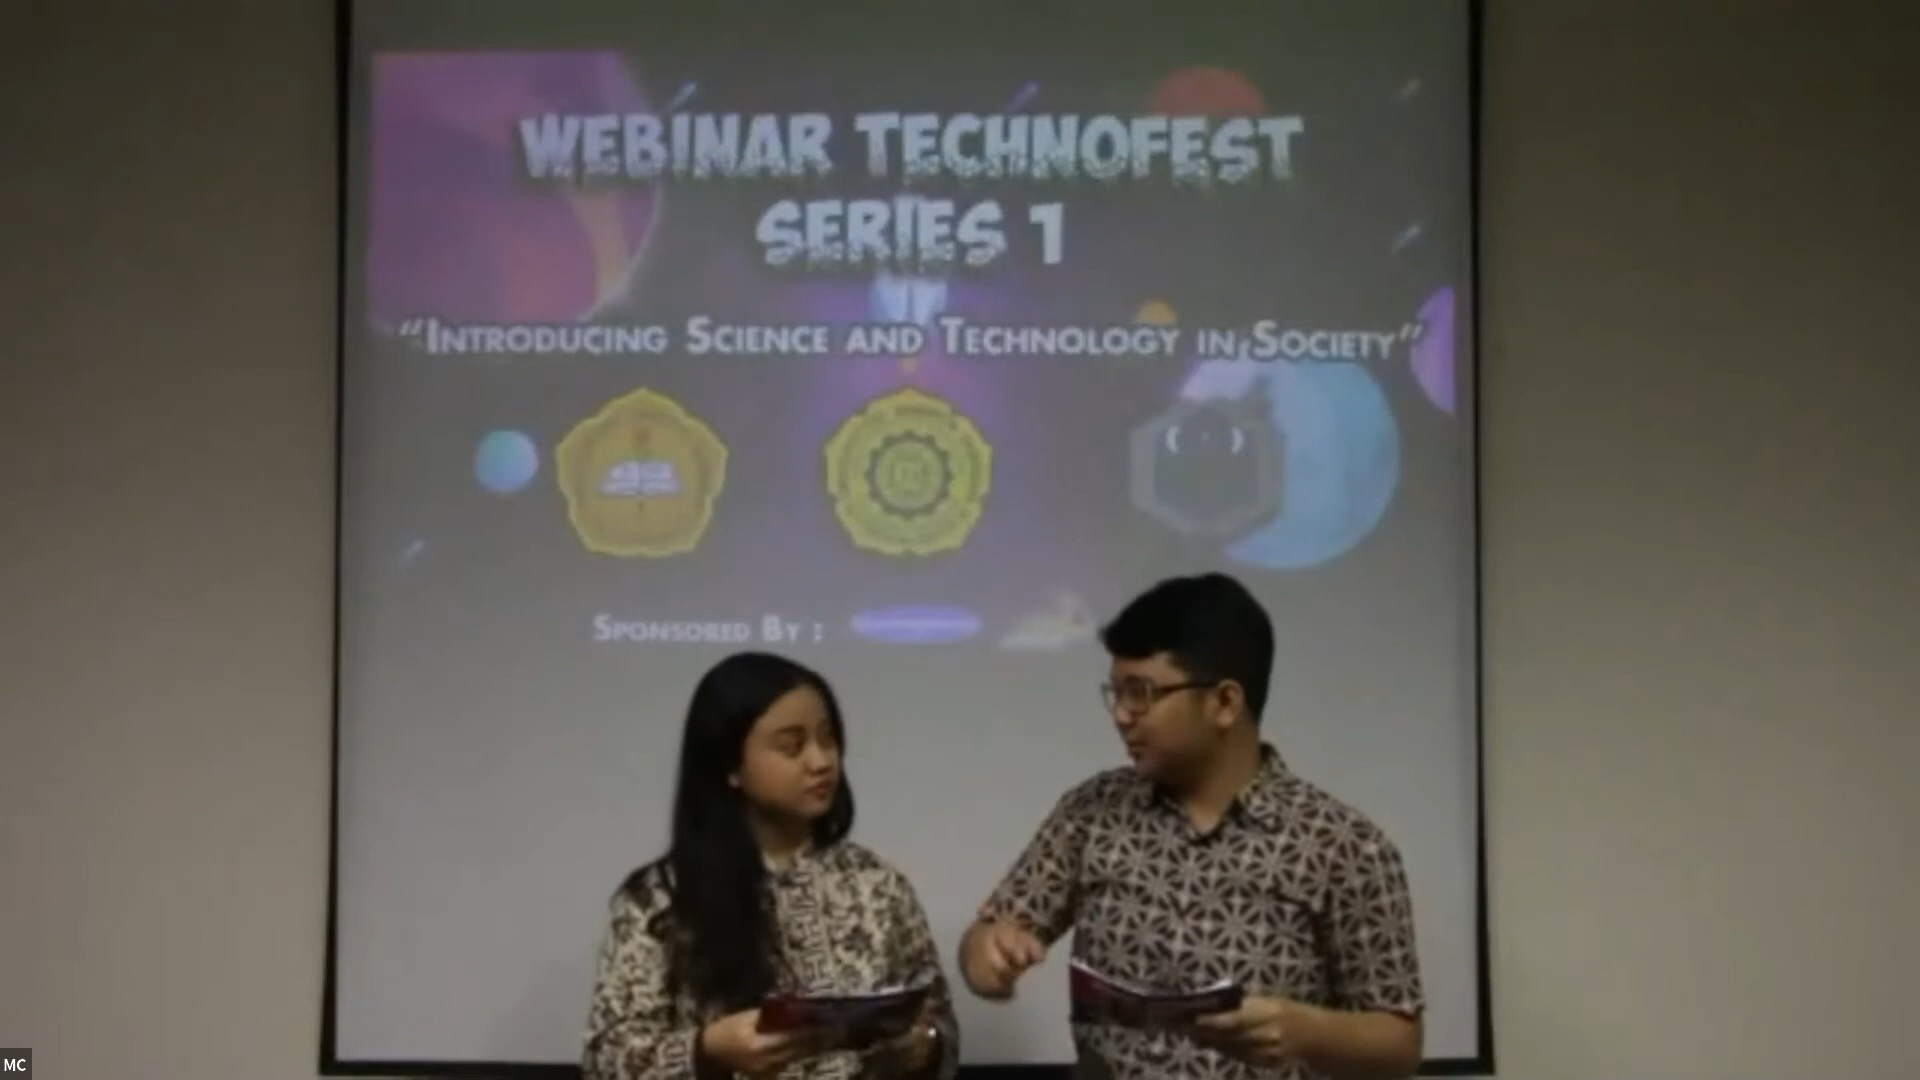 WEBINAR TECHNOFEST
SERIES 1
"INTRODUCING SCIENCE AND TECHNOLOGY IN SOCIETY"
SPONSORED BY :
MC